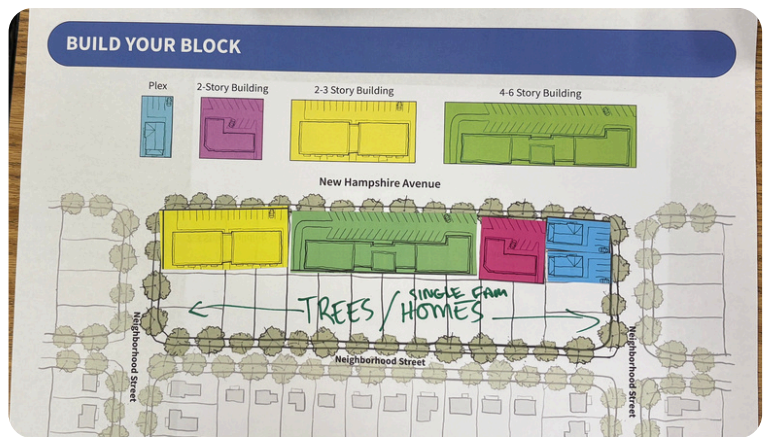 BUILD YOUR BLOCK
Plex
2-Story Building
2-3 Story Building
4-6 Story Building
New Hampshire Avenue
TREES / SINGLE FAM
HOMES
Neighborhood Street
Neighborhood Street
Neighborhood Street